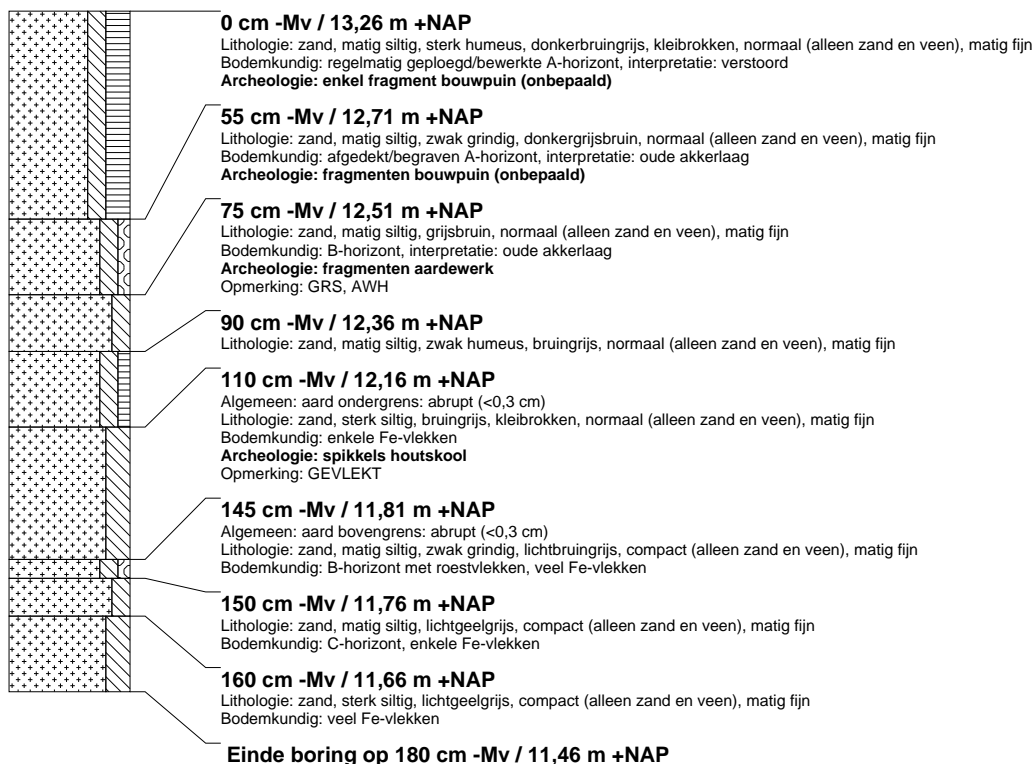 0 cm -Mv / 13,26 m +NAP
Lithologie: zand, matig siltig, sterk humeus, donkerbruingrijs, kleibrokken, normaal (alleen zand en veen), matig fijn
Bodemkundig: regelmatig geploegd/bewerkte A-horizont, interpretatie: verstoord
Archeologie: enkel fragment bouwpuin (onbepaald)
55 cm -Mv / 12,71 m +NAP
Lithologie: zand, matig siltig, zwak grindig, donkergrijsbruin, normaal (alleen zand en veen), matig fijn
Bodemkundig: afgedekt/begraven A-horizont, interpretatie: oude akkerlaag
Archeologie: fragmenten bouwpuin (onbepaald)
75 cm -Mv / 12,51 m +NAP
Lithologie: zand, matig siltig, grijsbruin, normaal (alleen zand en veen), matig fijn
Bodemkundig: B-horizont, interpretatie: oude akkerlaag
Archeologie: fragmenten aardewerk
Opmerking: GRS, AWH
90 cm -Mv / 12,36 m +NAP
Lithologie: zand, matig siltig, zwak humeus, bruingrijs, normaal (alleen zand en veen), matig fijn
110 cm -Mv / 12,16 m +NAP
Algemeen: aard ondergrens: abrupt (<0,3 cm)
Lithologie: zand, sterk siltig, bruingrijs, kleibrokken, normaal (alleen zand en veen), matig fijn
Bodemkundig: enkele Fe-vlekken
Archeologie: spikkels houtskool
Opmerking: GEVLEKT
145 cm -Mv / 11,81 m +NAP
Algemeen: aard bovengrens: abrupt (<0,3 cm)
Lithologie: zand, matig siltig, zwak grindig, lichtbruingrijs, compact (alleen zand en veen), matig fijn
Bodemkundig: B-horizont met roestvlekken, veel Fe-vlekken
150 cm -Mv / 11,76 m +NAP
Lithologie: zand, matig siltig, lichtgeelgrijs, compact (alleen zand en veen), matig fijn
Bodemkundig: C-horizont, enkele Fe-vlekken
160 cm -Mv / 11,66 m +NAP
Lithologie: zand, sterk siltig, lichtgeelgrijs, compact (alleen zand en veen), matig fijn
Bodemkundig: veel Fe-vlekken
Einde boring op 180 cm -Mv / 11,46 m +NAP